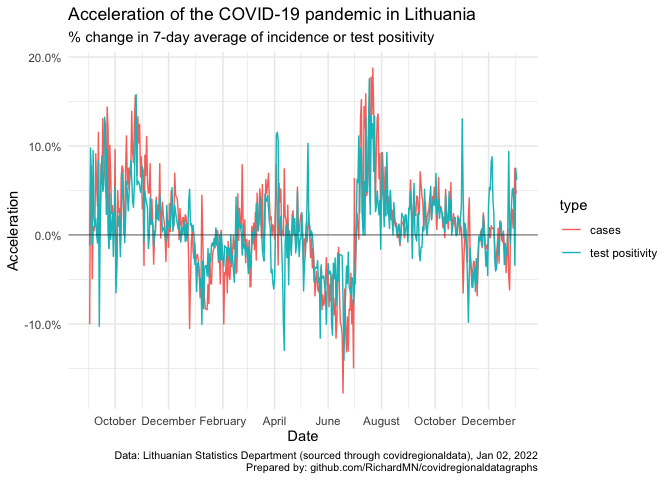 Acceleration of the COVID-19 pandemic in Lithuania
% change in 7-day average of incidence or test positivity
20.0%
10.0%
0.0%
-10.0%
Acceleration
October December February April June August October December
Date
type
cases
test positivity
Data: Lithuanian Statistics Department (sourced through covidregionaldata), Jan 02, 2022
Prepared by: github.com/RichardMN/covidregionaldatagraphs